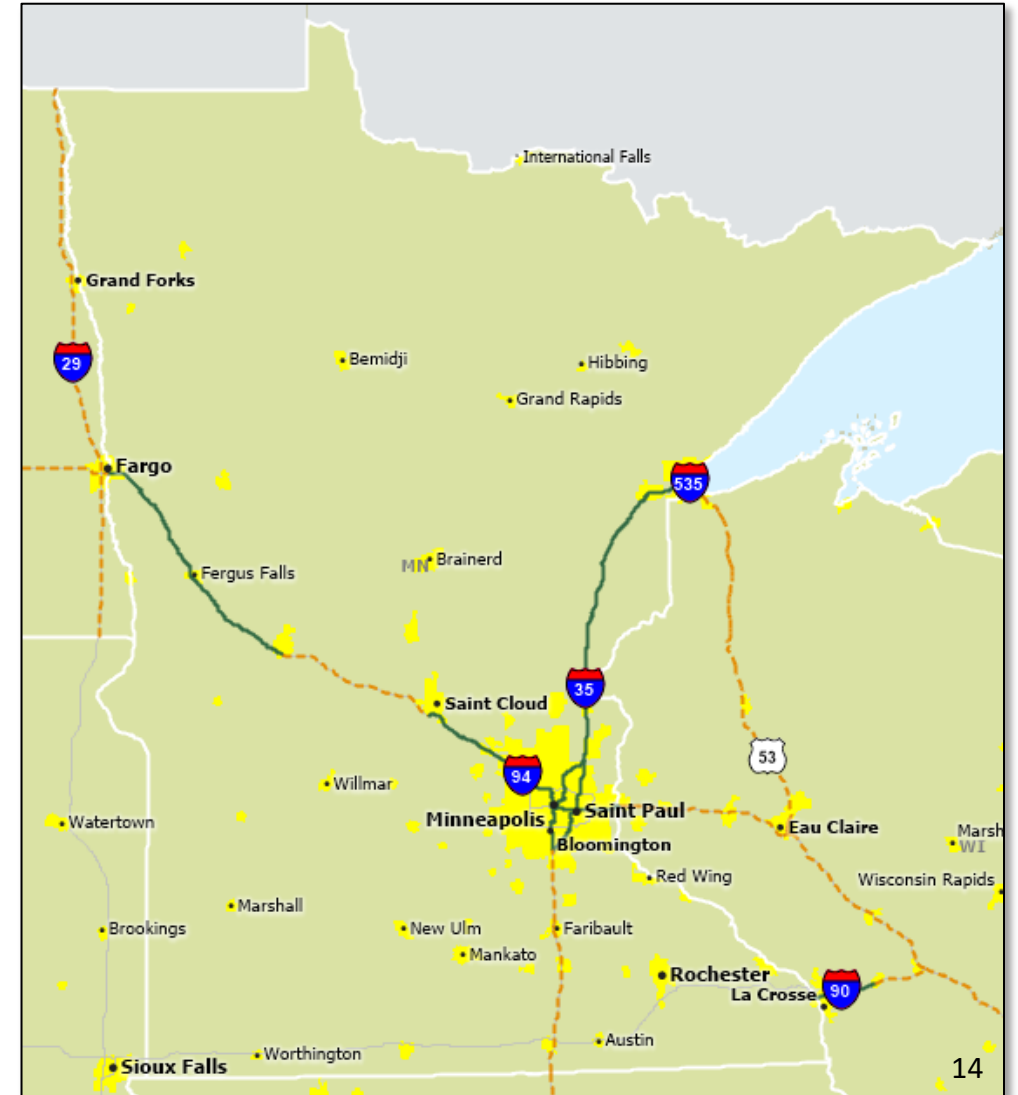 International Falls
Grand Forks
29
Bemidji
Hibbing
Grand Rapids
Fargo
535
MN
Brainerd
Fergus Falls
35
Saint Cloud
53
94
Willmar
Minneapolis
Saint Paul
Watertown
Eau Claire
Bloomington
Marsh
WI
Red Wing
Wisconsin Rapids
Marshall
Brookings
New Ulm
Faribault
Mankato
Rochester
La Crosse
90
Austin
Worthington
Sioux Falls
14